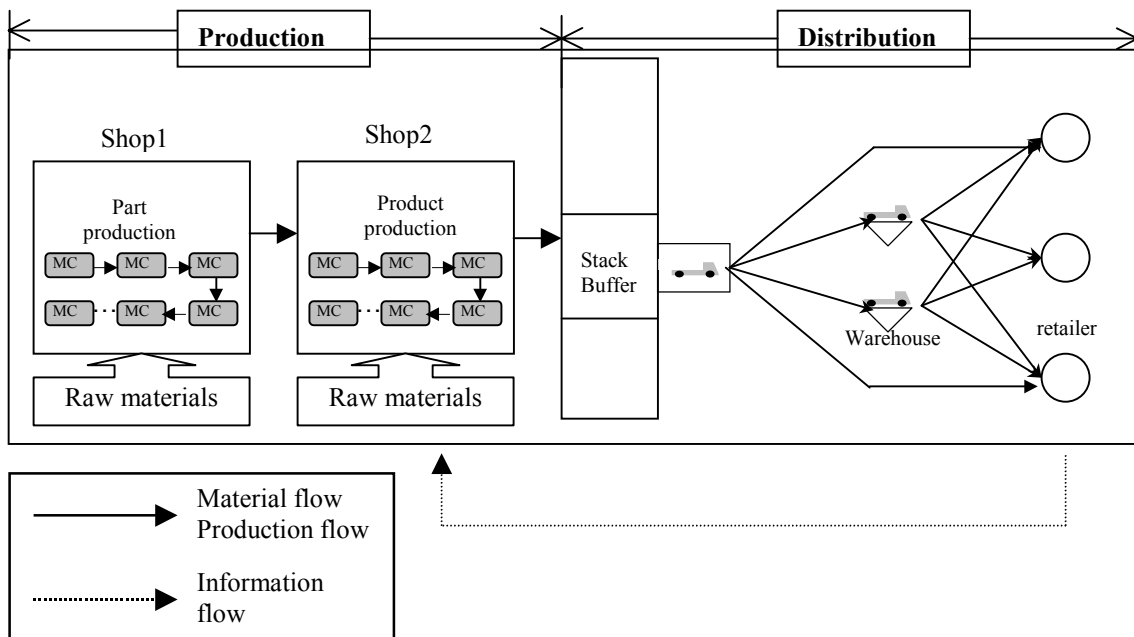 Production
Distribution
Shop1
Shop2
Part
production
MC
MC
MC
MC
···
MC
MC
Product
production
MC
MC
MC
MC
···
MC
MC
Raw materials
Raw materials
Stack
Buffer
Warehouse
retailer
Material flow
Production flow
Information
flow